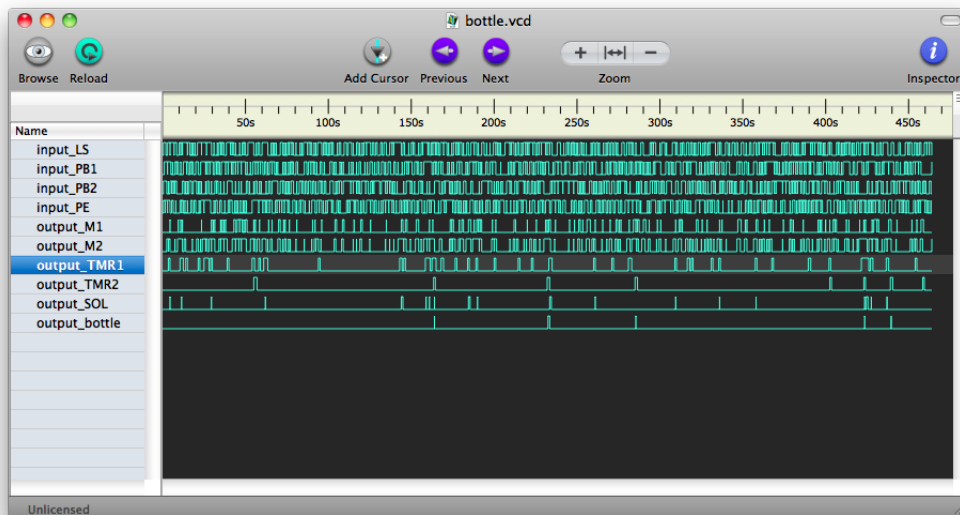 bottle.vcd
Browse Reload Add Cursor Previous Next Zoom Inspector
50s 100s 150s 200s 250s 300s 350s 400s 450s
Name
input_LS
input_PB1
input_PB2
input_PE
output_M1
output_M2
output_TMR1
output_TMR2
output_SOL
output_bottle
Unlicensed